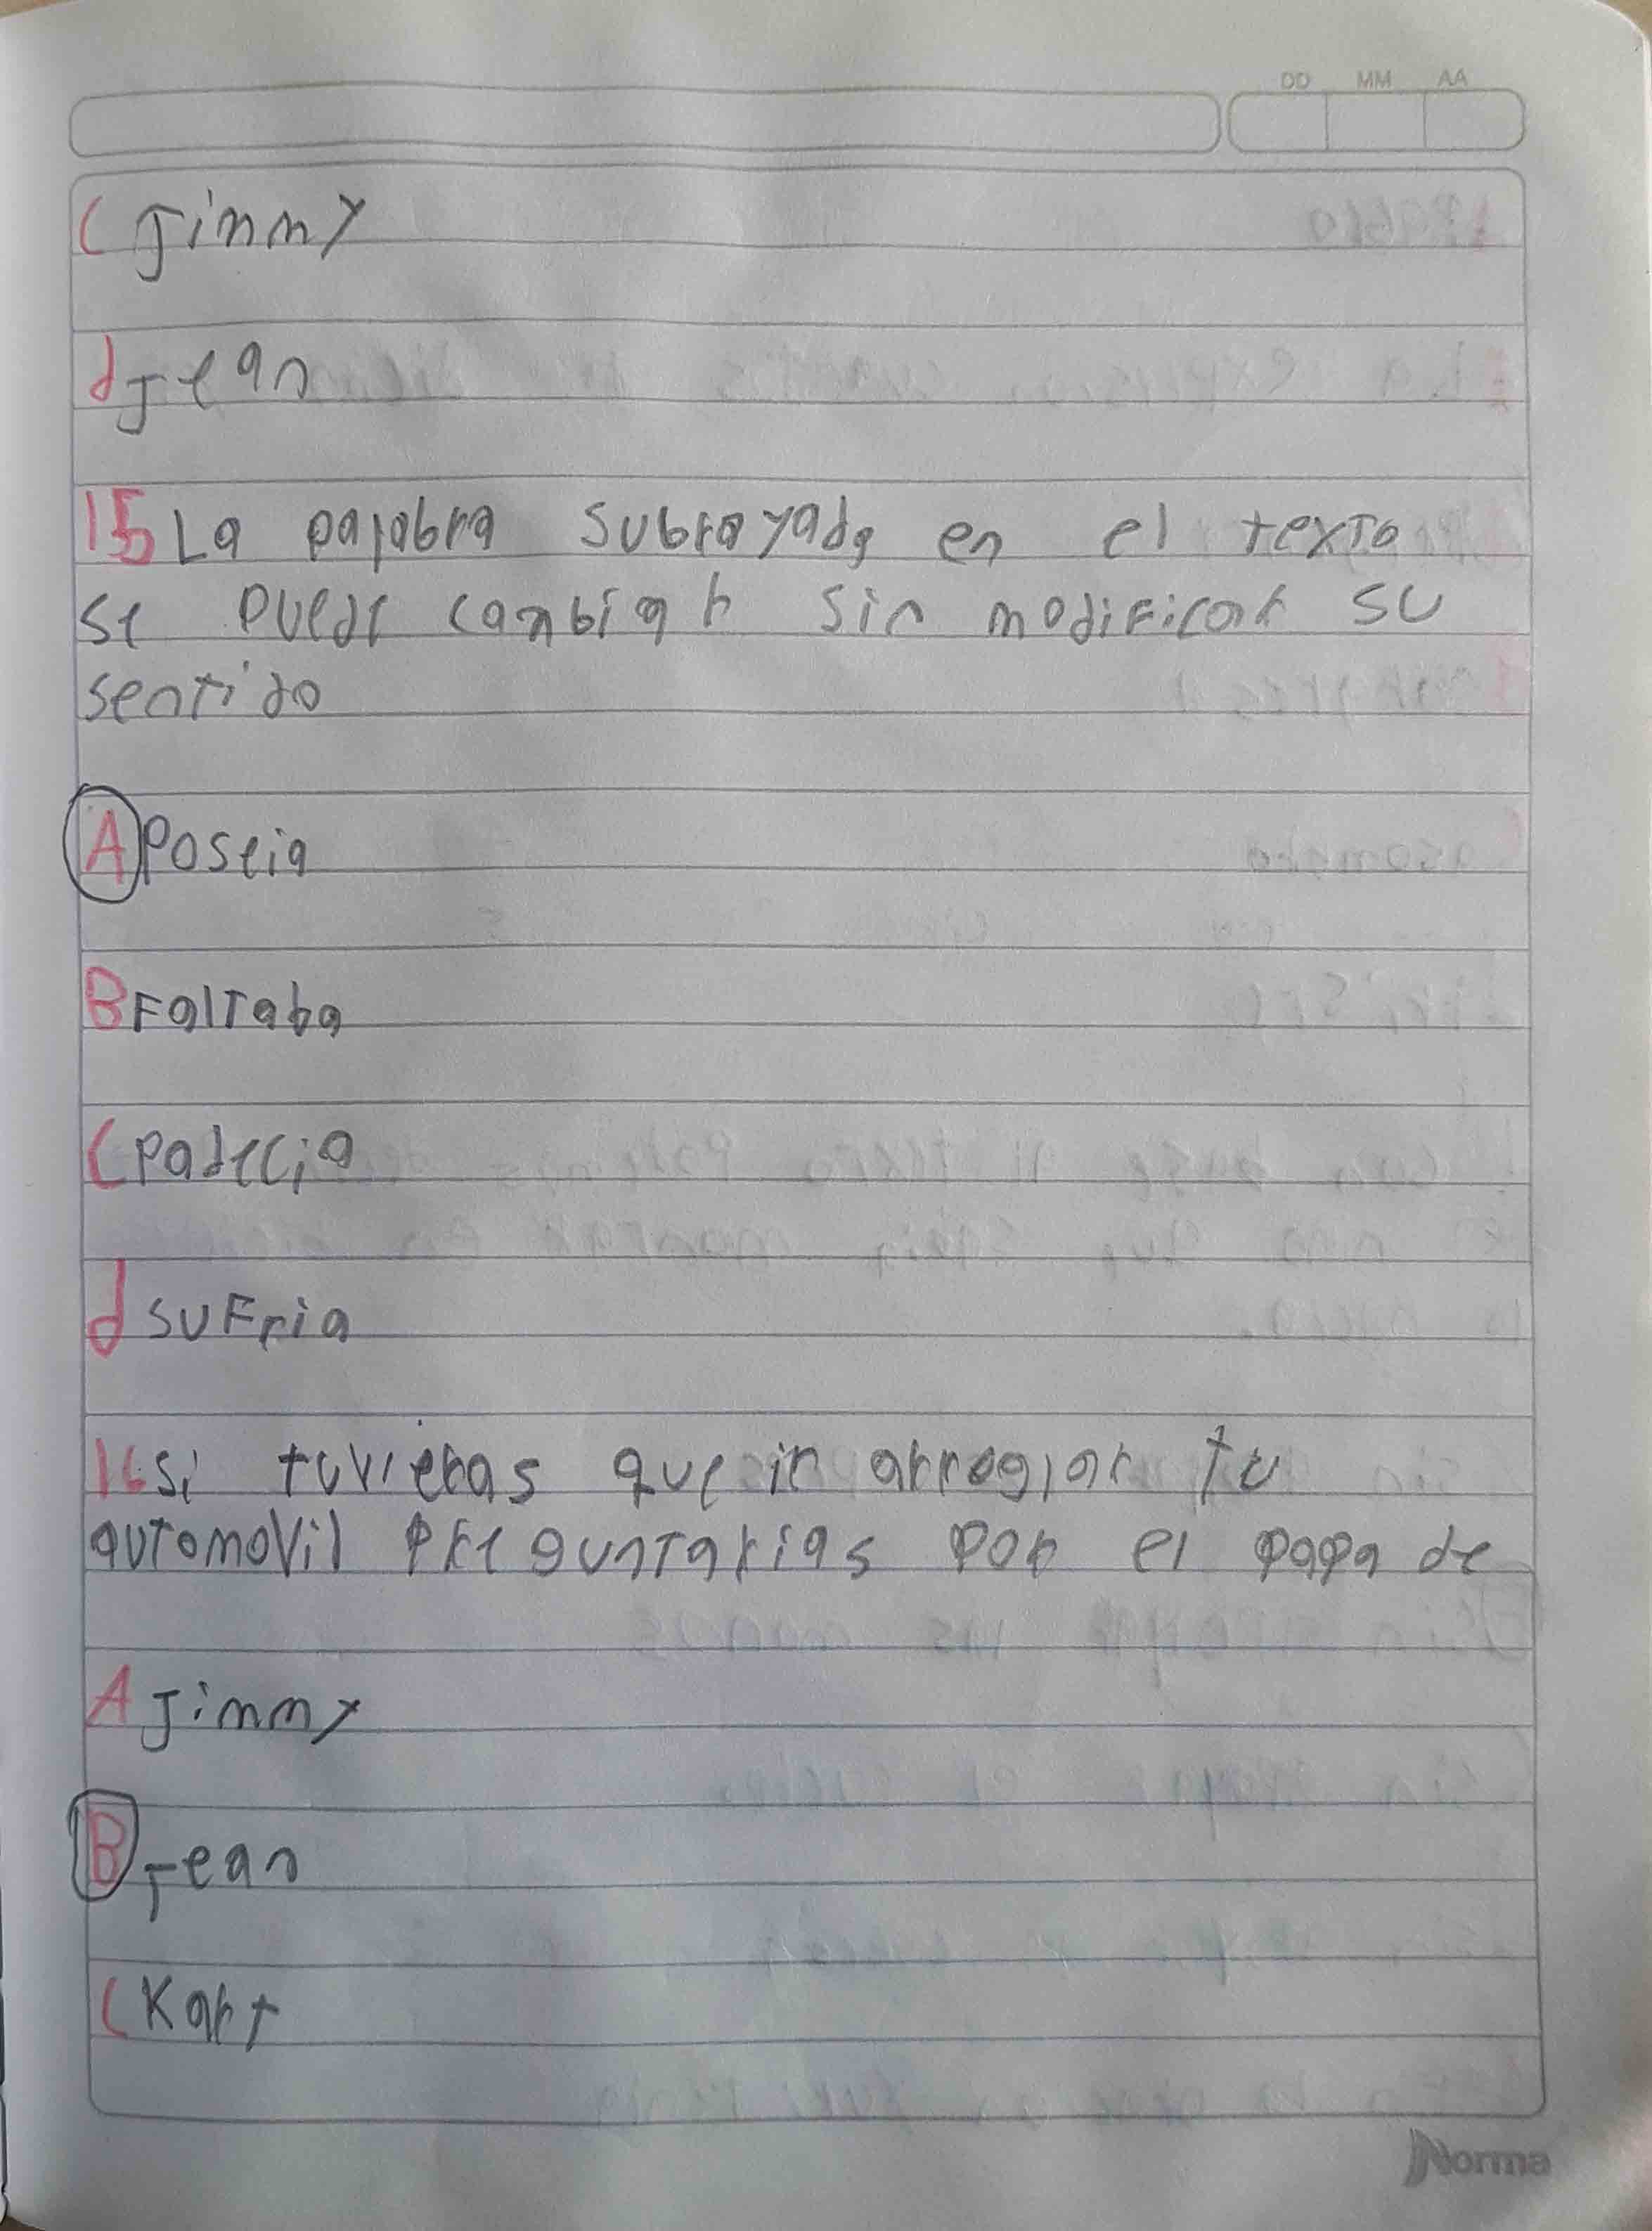 DD MM AA
C Jimmy
d Jean
15 La palabra subrayada en el texto
se puede cambiar sin modificar su
sentido
A Poseia
B Faltaba
C Padecia
d sufria
16 si tuvieras que ir arreglar tu
automovil preguntarias por el papa de
A Jimmy
B Jean
C Kart
Norma